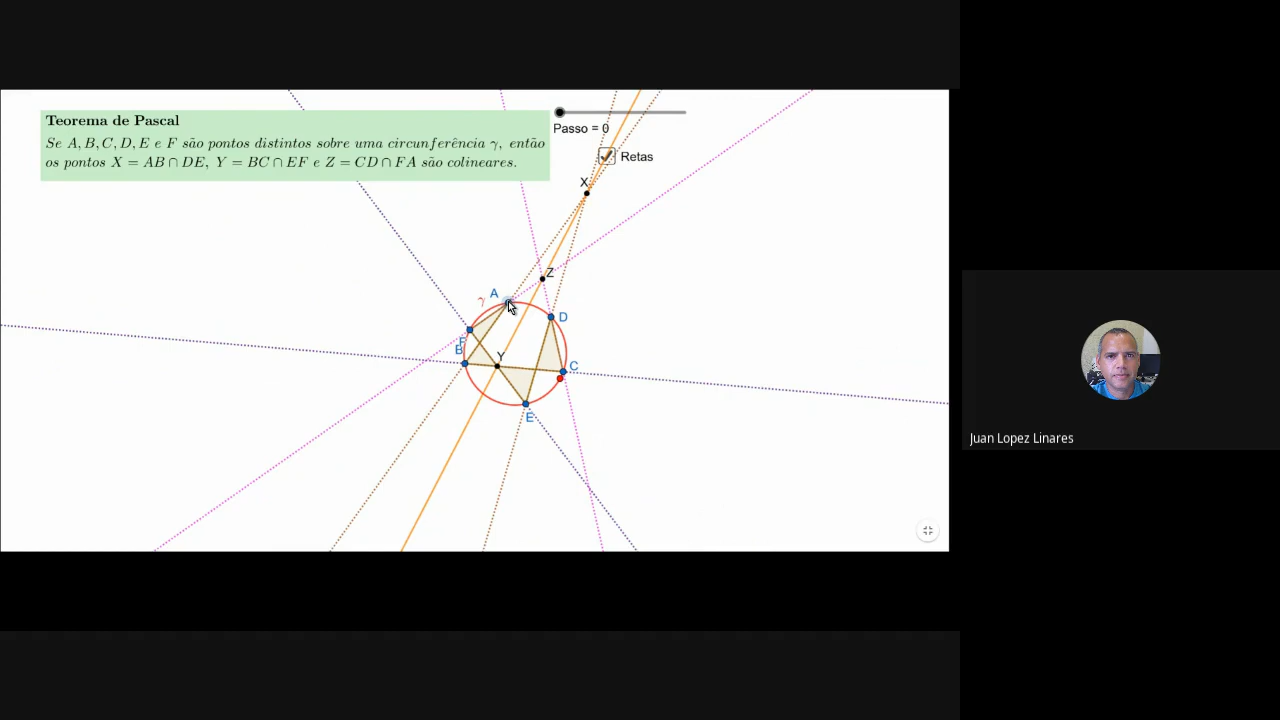 Teorema de Pascal
Se A, B, C, D, E e F são pontos distintos sobre uma circunferência γ, então
os pontos X = AB ∩ DE, Y = BC ∩ EF e Z = CD ∩ FA são colineares.
Passo = 0
Retas
X
Z
A
γ
D
F
B
Y
C
E
Juan Lopez Linares